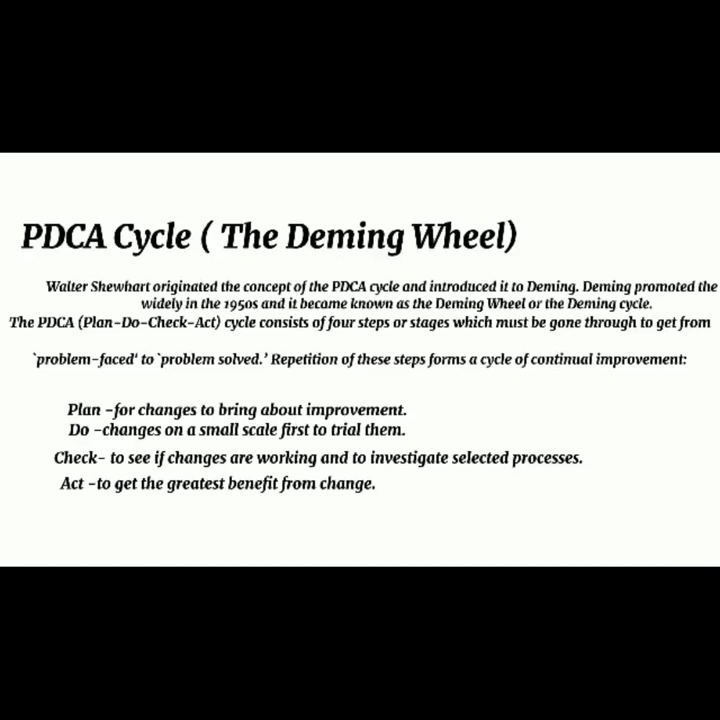 PDCA Cycle ( The Deming Wheel)
Walter Shewhart originated the concept of the PDCA cycle and introduced it to Deming. Deming promoted the
widely in the 1950s and it became known as the Deming Wheel or the Deming cycle.
The PDCA (Plan-Do-Check-Act) cycle consists of four steps or stages which must be gone through to get from
`problem-faced' to `problem solved.' Repetition of these steps forms a cycle of continual improvement:
Plan -for changes to bring about improvement.
Do -changes on a small scale first to trial them.
Check- to see if changes are working and to investigate selected processes.
Act -to get the greatest benefit from change.